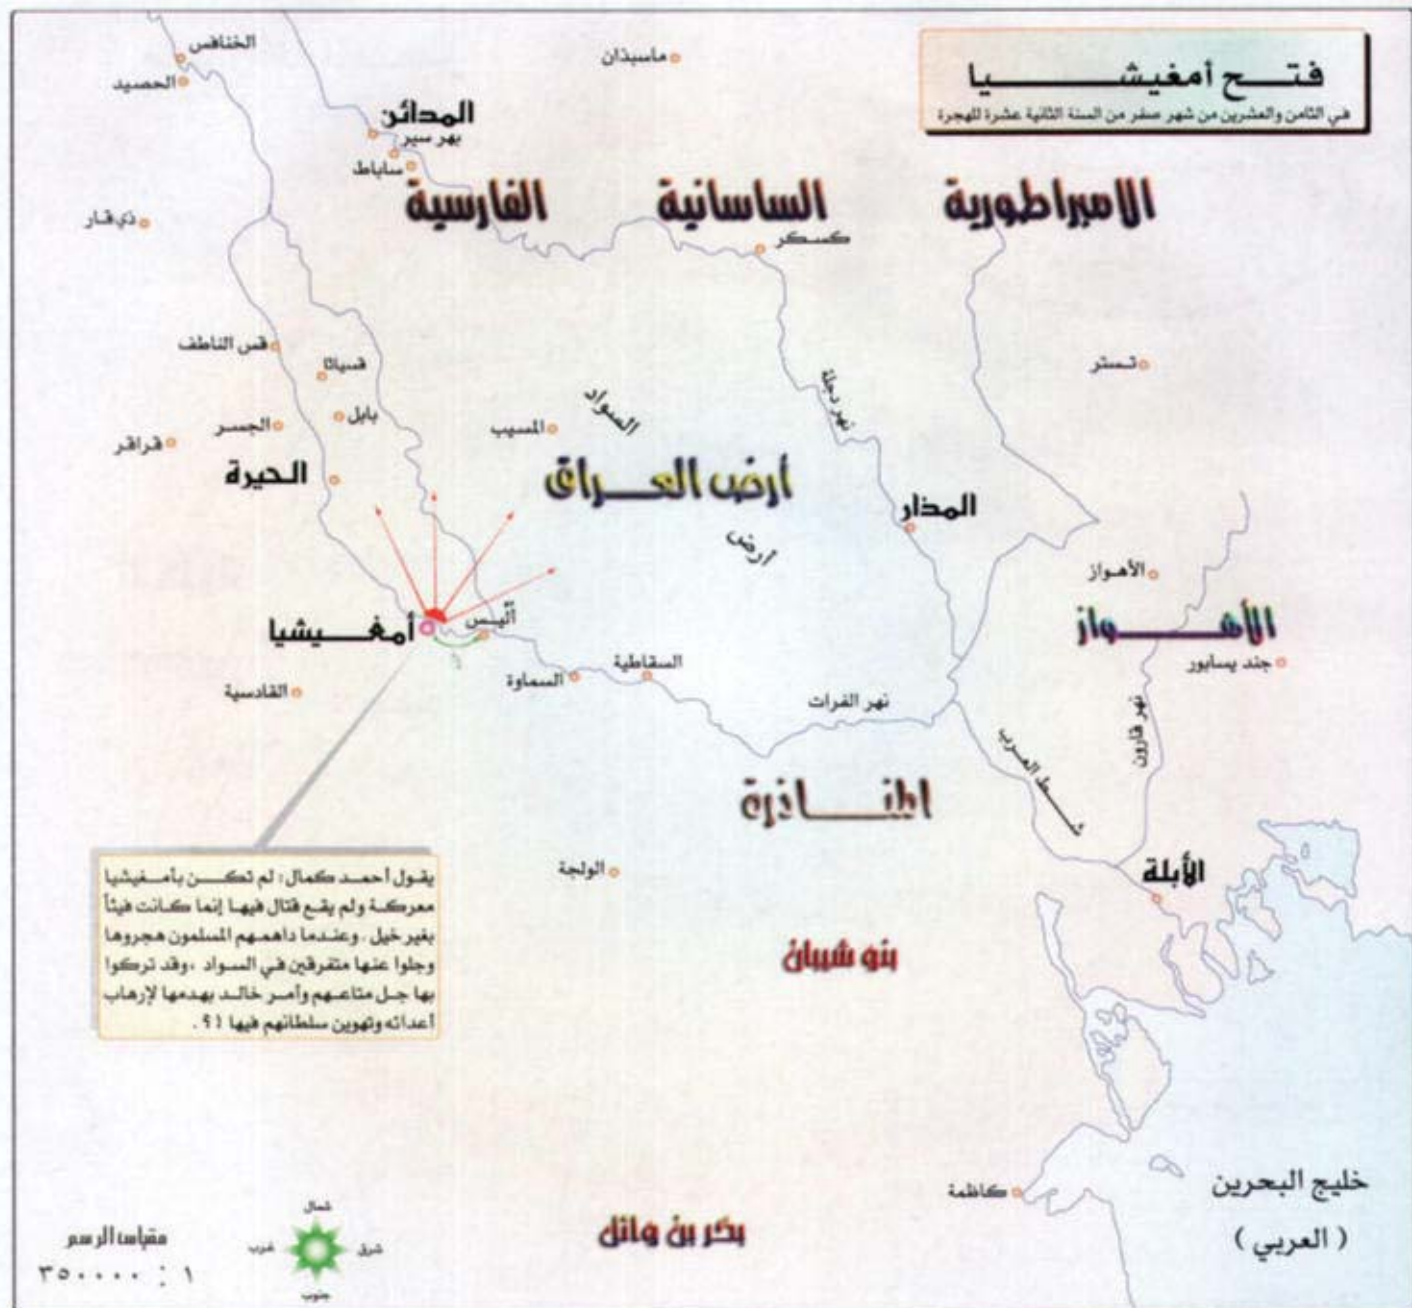 فتح أمغيشيا
في الثامن والعشرين من شهر صفر من السنة الثانية عشرة للهجرة
الخنافس
الحصيد
ماسبذان
المدائن
بهر سير
ساباط
الامبراطورية الساسانية الفارسية
ذي قار
كسكر
قس الناطف
قسياثا
تستر
نهر دجلة
السواد
بابل
الجسر
المسيب
قراقر
الحيرة
أرض العراق
المذار
ارض
الأهواز
الأهواز
أليس
أمغيشيا
جند يسابور
السقاطية
السماوة
القادسية
نهر الفرات
نهر قارون
شط العرب
المناذرة
الولجة
الأبلة
يقول أحمد كمال: لم تكن بأمغيشيا
معركة ولم يقع قتال فيها إنما كانت فيئاً
بغير خيل. وعندما داهمهم المسلمون هجروها
وجلوا عنها متفرقين في السواد، وقد تركوا
بها جل متاعهم وأمر خالد بهدمها لإرهاب
أعدائه وتهوين سلطانهم فيها (؟.
بنو شيبان
كاظمة
خليج البحرين
(العربي)
بكر بن وائل
شمال
شرق
غرب
جنوب
مقياس الرسم
١ : ٣٥٠٠٠٠٠